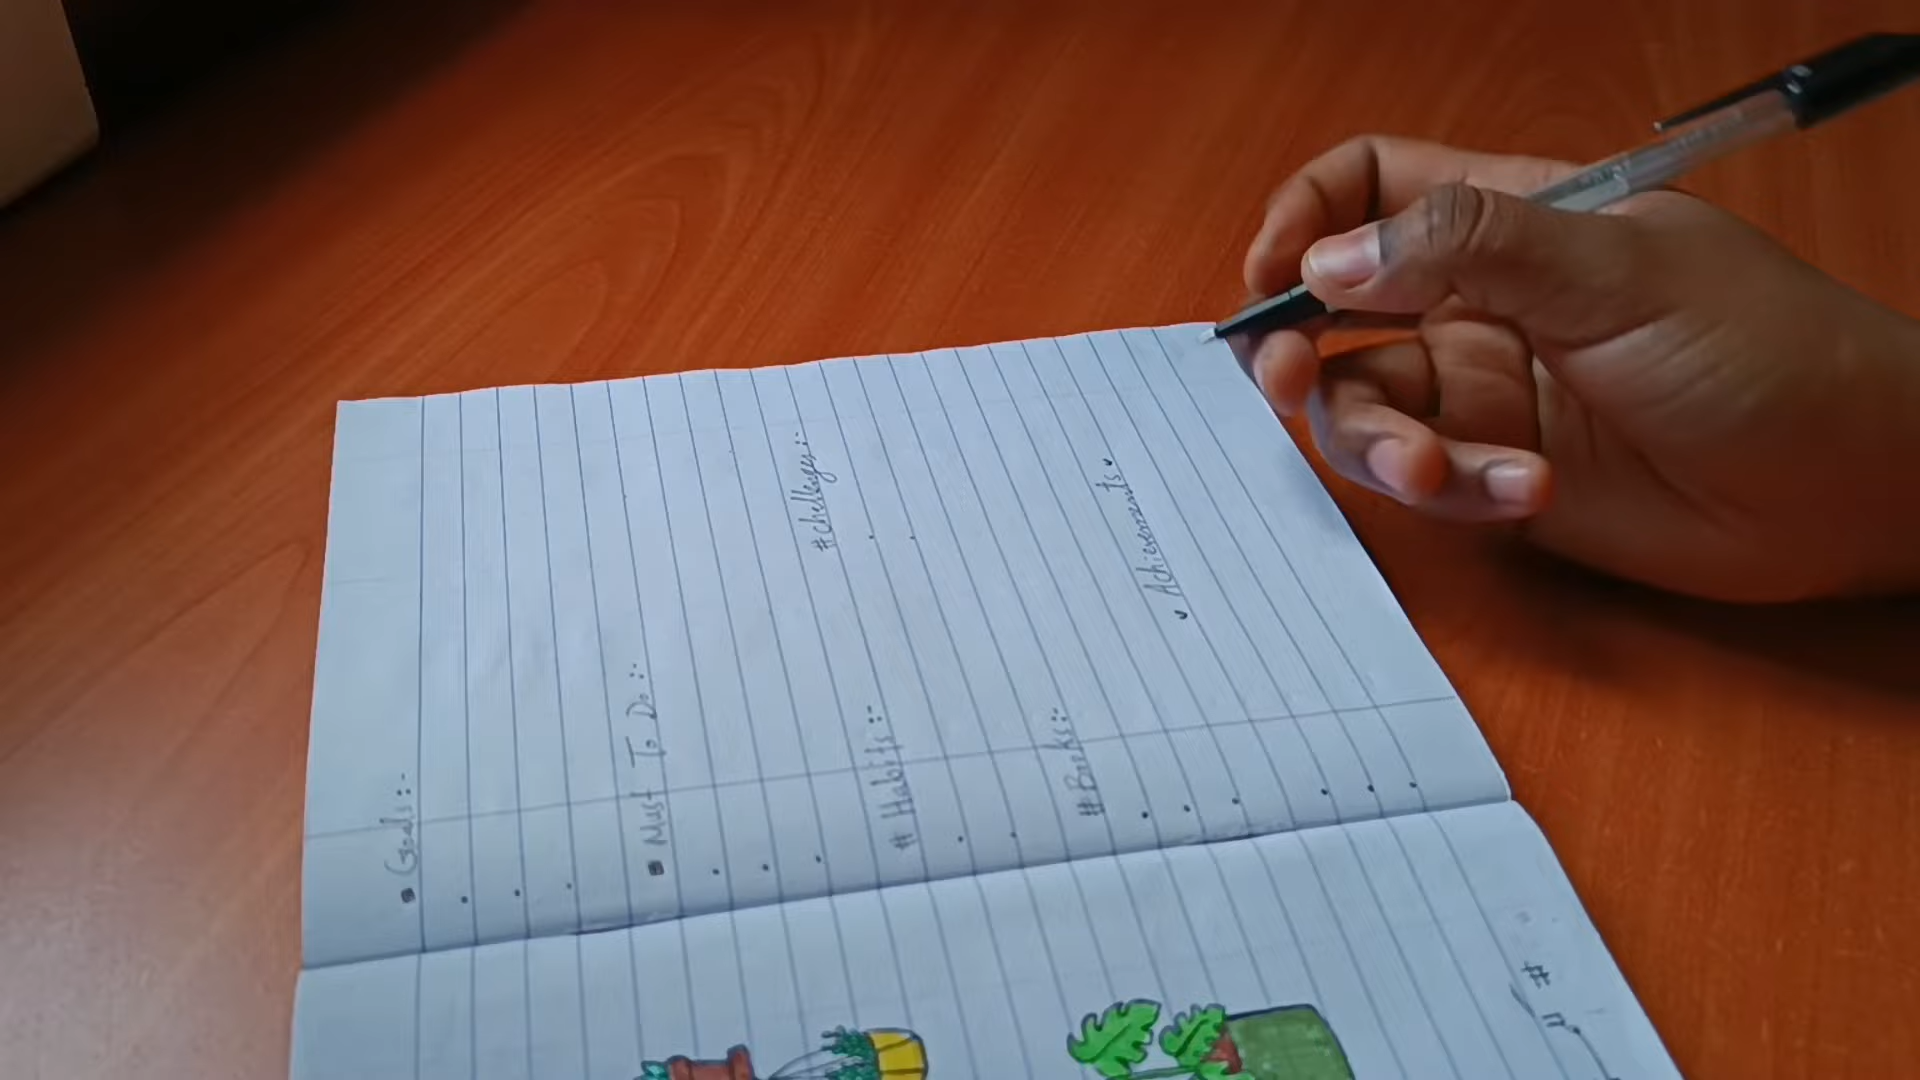 ▪ Goals:-
▪ Must To Do:-
#Challenges:-
# Habits:-
#Books:-
Achievements
#